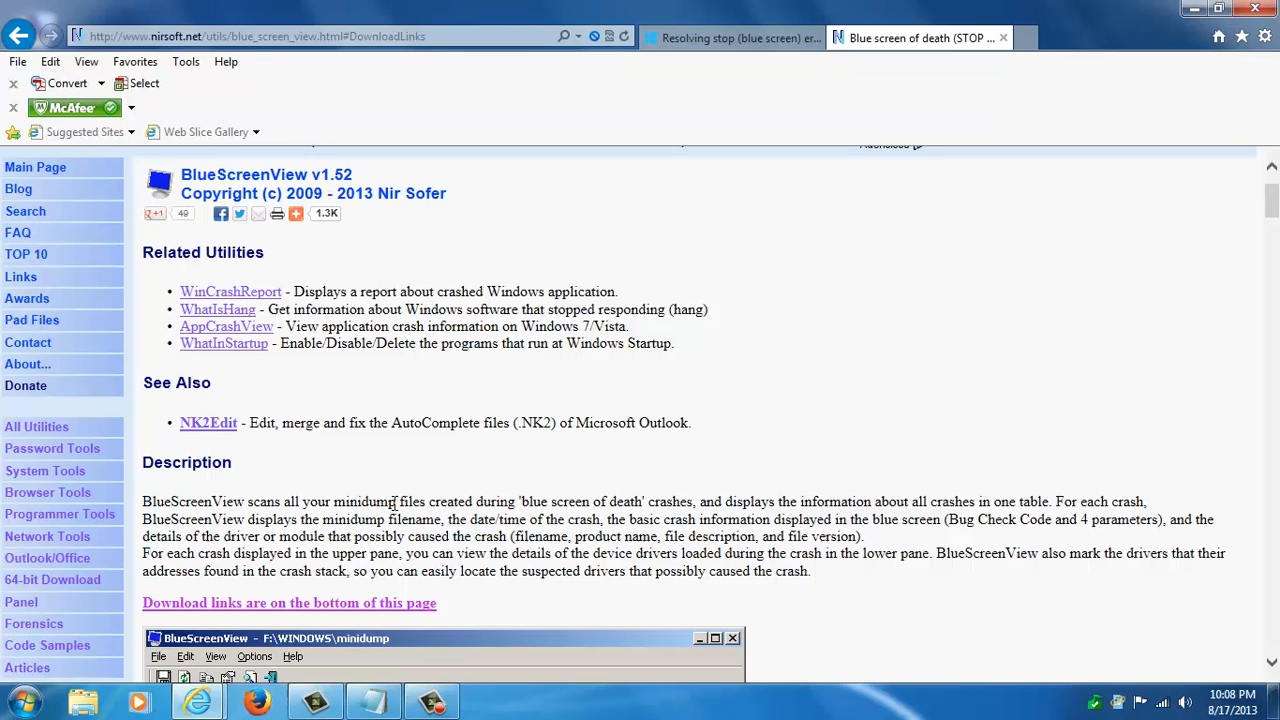 http://www.nirsoft.net/utils/blue_screen_view.html#DownloadLinks
Resolving stop (blue screen) er...
Blue screen of death (STOP ...
File Edit View Favorites Tools Help
Convert Select
McAfee
Suggested Sites Web Slice Gallery
Main Page
Blog
Search
FAQ
TOP 10
Links
Awards
Pad Files
Contact
About...
Donate
All Utilities
Password Tools
System Tools
Browser Tools
Programmer Tools
Network Tools
Outlook/Office
64-bit Download
Panel
Forensics
Code Samples
Articles
BlueScreenView v1.52
Copyright (c) 2009 - 2013 Nir Sofer
+1 49 1.3K
Related Utilities
• WinCrashReport - Displays a report about crashed Windows application.
• WhatIsHang - Get information about Windows software that stopped responding (hang)
• AppCrashView - View application crash information on Windows 7/Vista.
• WhatInStartup - Enable/Disable/Delete the programs that run at Windows Startup.
See Also
• NK2Edit - Edit, merge and fix the AutoComplete files (.NK2) of Microsoft Outlook.
Description
BlueScreenView scans all your minidump files created during 'blue screen of death' crashes, and displays the information about all crashes in one table. For each crash,
BlueScreenView displays the minidump filename, the date/time of the crash, the basic crash information displayed in the blue screen (Bug Check Code and 4 parameters), and the
details of the driver or module that possibly caused the crash (filename, product name, file description, and file version).
For each crash displayed in the upper pane, you can view the details of the device drivers loaded during the crash in the lower pane. BlueScreenView also mark the drivers that their
addresses found in the crash stack, so you can easily locate the suspected drivers that possibly caused the crash.
Download links are on the bottom of this page
BlueScreenView - F:\WINDOWS\minidump
File Edit View Options Help
10:08 PM
8/17/2013